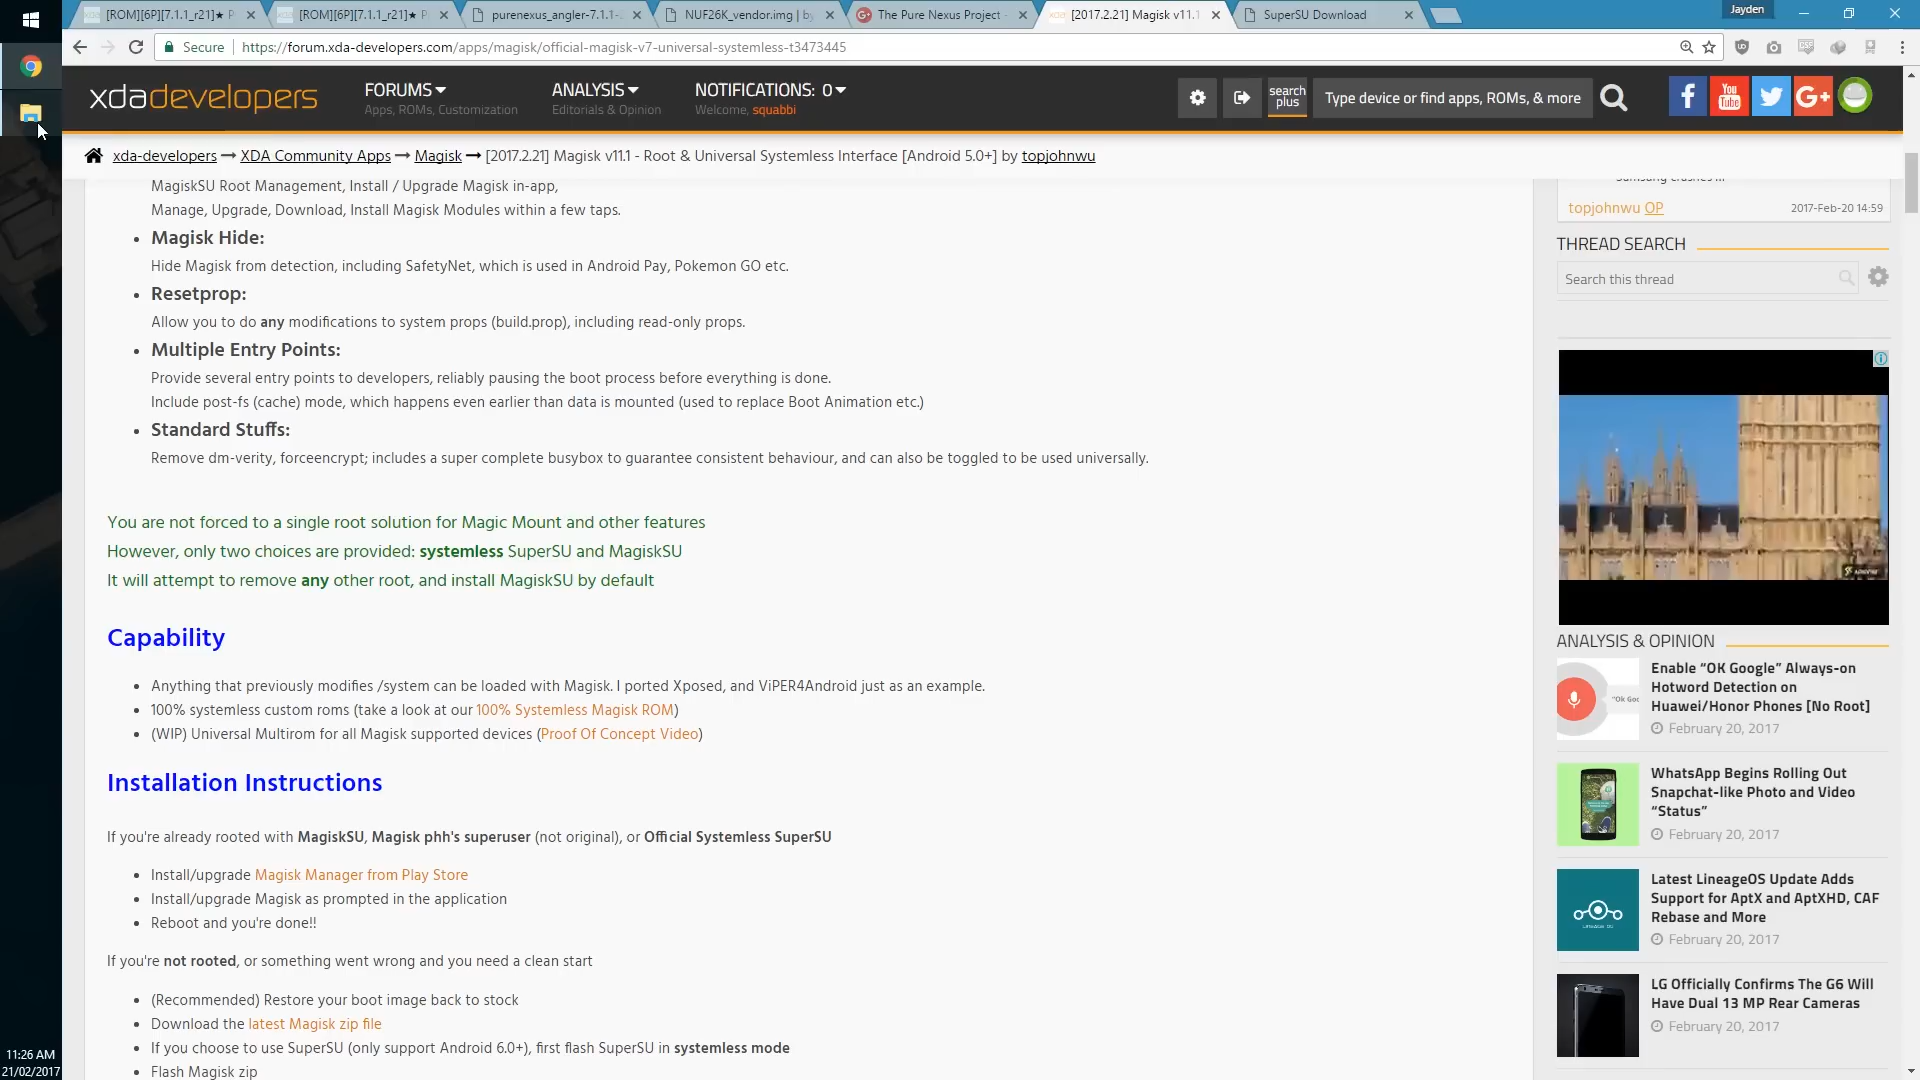 [ROM][6P][7.1.1_r21]★ P
[ROM][6P][7.1.1_r21]★ P
purenexus_angler-7.1.1-
NUF26K_vendor.img | by
The Pure Nexus Project -
[2017.2.21] Magisk v11.1
SuperSU Download
Jayden
Secure
https://forum.xda-developers.com/apps/magisk/official-magisk-v7-universal-systemless-t3473445
xdadevelopers
FORUMS
Apps, ROMs, Customization
ANALYSIS
Editorials & Opinion
NOTIFICATIONS: 0
Welcome, squabbi
search plus
Type device or find apps, ROMs, & more
You Tube
G+
xda-developers → XDA Community Apps → Magisk → [2017.2.21] Magisk v11.1 - Root & Universal Systemless Interface [Android 5.0+] by topjohnwu
MagiskSU Root Management, Install / Upgrade Magisk in-app,
Manage, Upgrade, Download, Install Magisk Modules within a few taps.
Magisk Hide:
Hide Magisk from detection, including SafetyNet, which is used in Android Pay, Pokemon GO etc.
Resetprop:
Allow you to do any modifications to system props (build.prop), including read-only props.
Multiple Entry Points:
Provide several entry points to developers, reliably pausing the boot process before everything is done.
Include post-fs (cache) mode, which happens even earlier than data is mounted (used to replace Boot Animation etc.)
Standard Stuffs:
Remove dm-verity, forceencrypt; includes a super complete busybox to guarantee consistent behaviour, and can also be toggled to be used universally.
You are not forced to a single root solution for Magic Mount and other features
However, only two choices are provided: systemless SuperSU and MagiskSU
It will attempt to remove any other root, and install MagiskSU by default
Capability
Anything that previously modifies /system can be loaded with Magisk. I ported Xposed, and ViPER4Android just as an example.
100% systemless custom roms (take a look at our 100% Systemless Magisk ROM)
(WIP) Universal Multirom for all Magisk supported devices (Proof Of Concept Video)
Installation Instructions
If you're already rooted with MagiskSU, Magisk phh's superuser (not original), or Official Systemless SuperSU
Install/upgrade Magisk Manager from Play Store
Install/upgrade Magisk as prompted in the application
Reboot and you're done!!
If you're not rooted, or something went wrong and you need a clean start
(Recommended) Restore your boot image back to stock
Download the latest Magisk zip file
If you choose to use SuperSU (only support Android 6.0+), first flash SuperSU in systemless mode
Flash Magisk zip
Samsung crashes ...
topjohnwu OP
2017-Feb-20 14:59
THREAD SEARCH
Search this thread
ANALYSIS & OPINION
"Ok Goo
Enable “OK Google” Always-on
Hotword Detection on
Huawei/Honor Phones [No Root]
February 20, 2017
WhatsApp Begins Rolling Out
Snapchat-like Photo and Video
“Status”
February 20, 2017
Latest LineageOS Update Adds
Support for AptX and AptXHD, CAF
Rebase and More
February 20, 2017
LG Officially Confirms The G6 Will
Have Dual 13 MP Rear Cameras
February 20, 2017
11:26 AM
21/02/2017